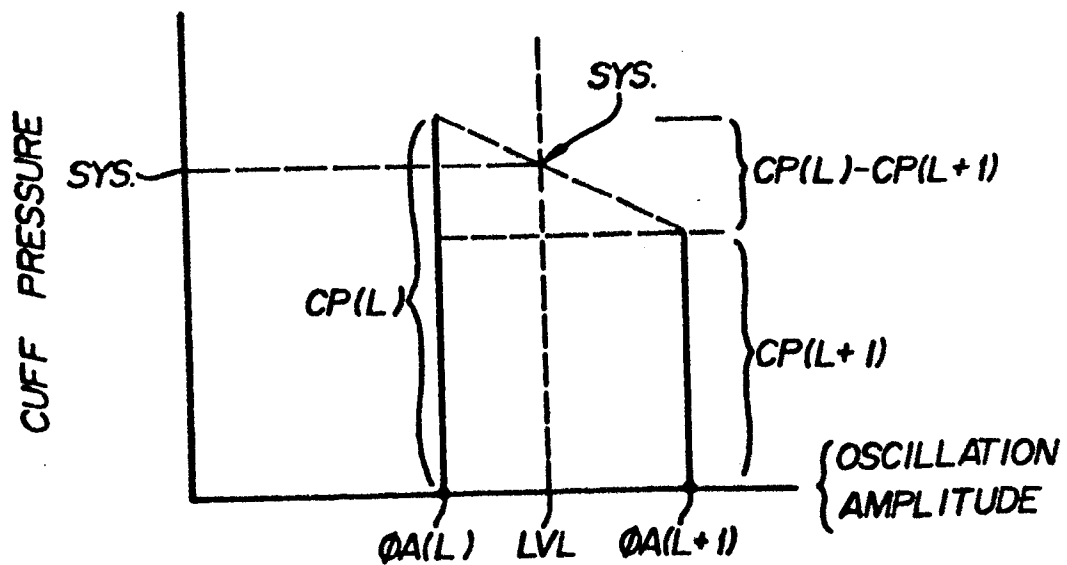 SYS.
SYS.
CUFF PRESSURE
CP(L)-CP(L+1)
CP(L)
CP(L+1)
OSCILLATION
AMPLITUDE
ØA(L)
LVL
ØA(L+1)